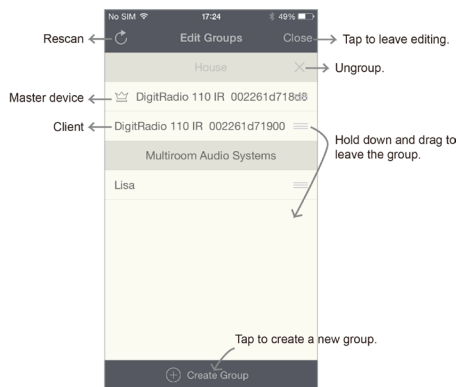 No SIM 17:24 49%
Rescan Edit Groups Close Tap to leave editing.
House Ungroup.
Master device DigitRadio 110 IR 002261d718d8
Client DigitRadio 110 IR 002261d71900
Hold down and drag to
leave the group.
Multiroom Audio Systems
Lisa
Tap to create a new group.
Create Group